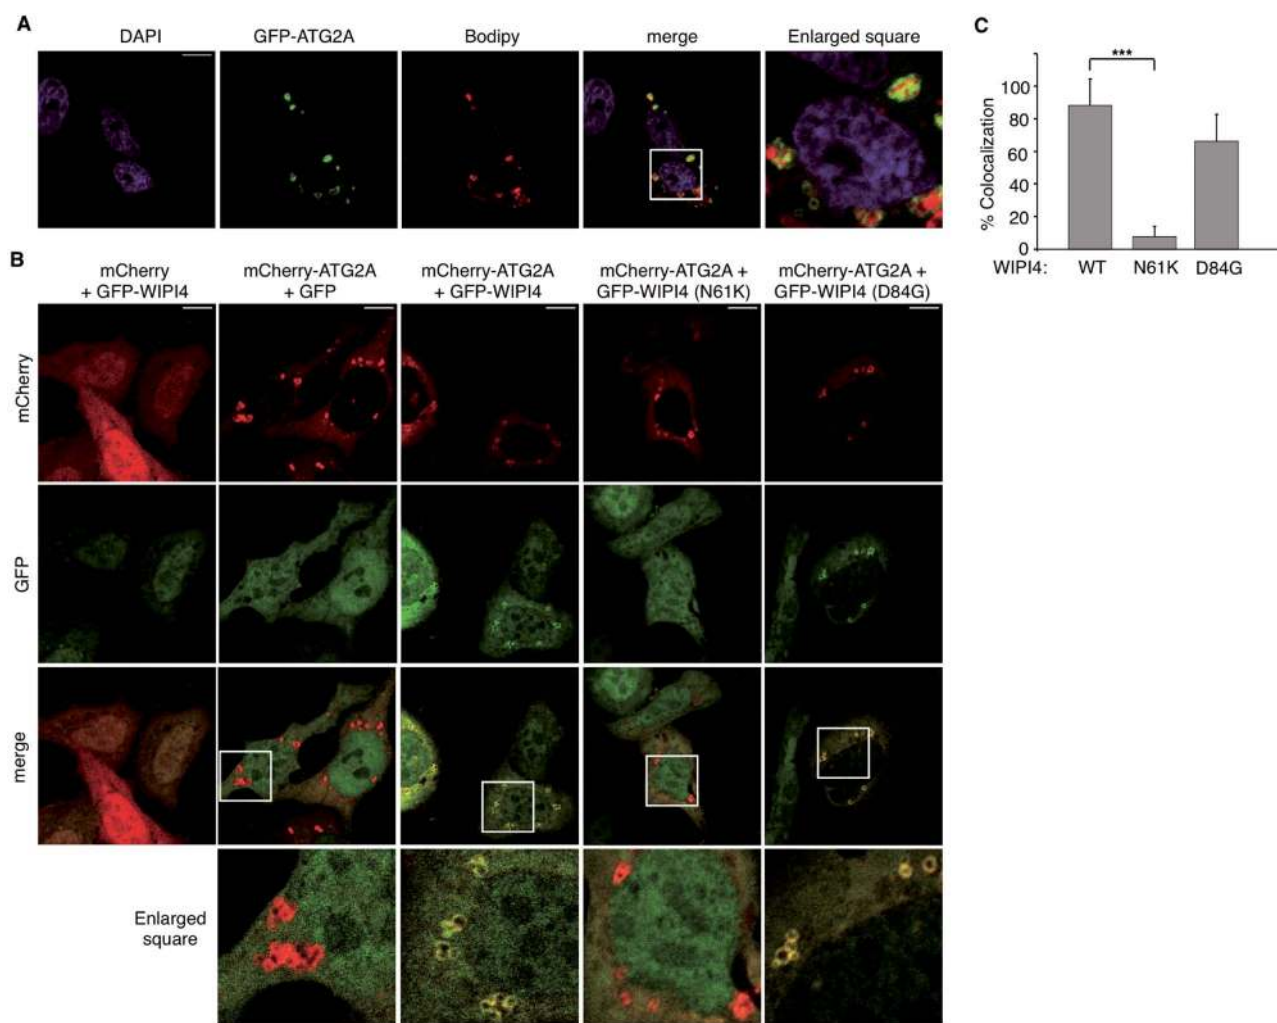 A
DAPI
GFP-ATG2A
Bodipy
merge
Enlarged square
B
mCherry
+ GFP-WIPI4
mCherry-ATG2A
+ GFP
mCherry-ATG2A
+ GFP-WIPI4
mCherry-ATG2A +
GFP-WIPI4 (N61K)
mCherry-ATG2A +
GFP-WIPI4 (D84G)
mCherry
GFP
merge
Enlarged
square
C
% Colocalization
100
80
60
40
20
0
***
WIPI4:
WT
N61K
D84G